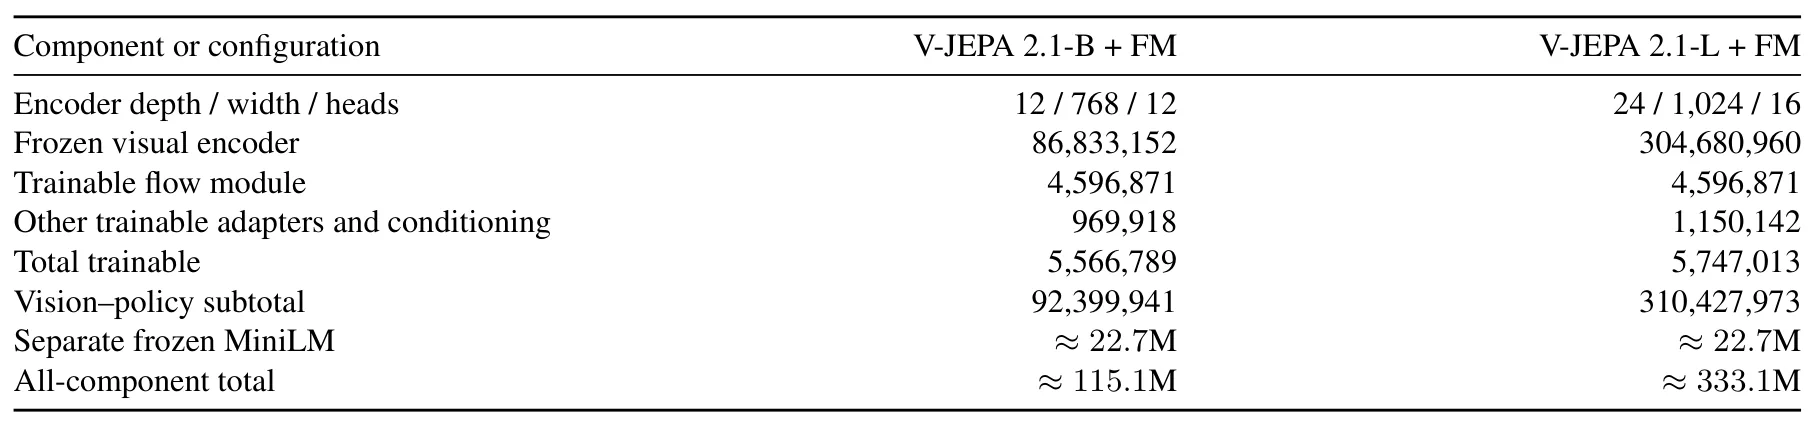 Component or configuration V-JEPA 2.1-B + FM V-JEPA 2.1-L + FM
Encoder depth / width / heads 12 / 768 / 12 24 / 1,024 / 16
Frozen visual encoder 86,833,152 304,680,960
Trainable flow module 4,596,871 4,596,871
Other trainable adapters and conditioning 969,918 1,150,142
Total trainable 5,566,789 5,747,013
Vision–policy subtotal 92,399,941 310,427,973
Separate frozen MiniLM ≈ 22.7M ≈ 22.7M
All-component total ≈ 115.1M ≈ 333.1M